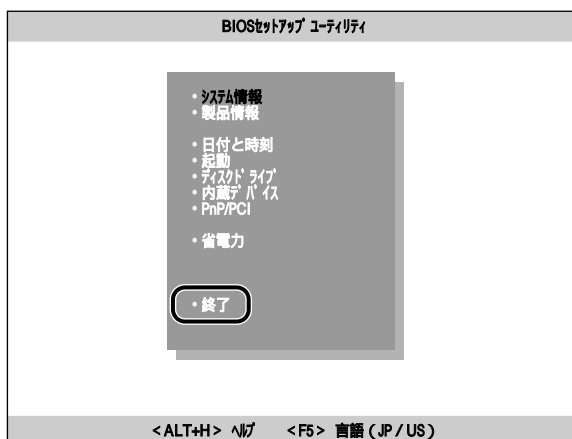 BIOSｾｯﾄｱｯﾌﾟ ﾕｰﾃｨﾘﾃｨ
・ｼｽﾃﾑ情報
・製品情報
・日付と時刻
・起動
・ﾃﾞｨｽｸﾄﾞﾗｲﾌﾞ
・内蔵ﾃﾞﾊﾞｲｽ
・PnP/PCI
・省電力
・終了
<ALT+H> ﾍﾙﾌﾟ <F5> 言語 ( JP / US )